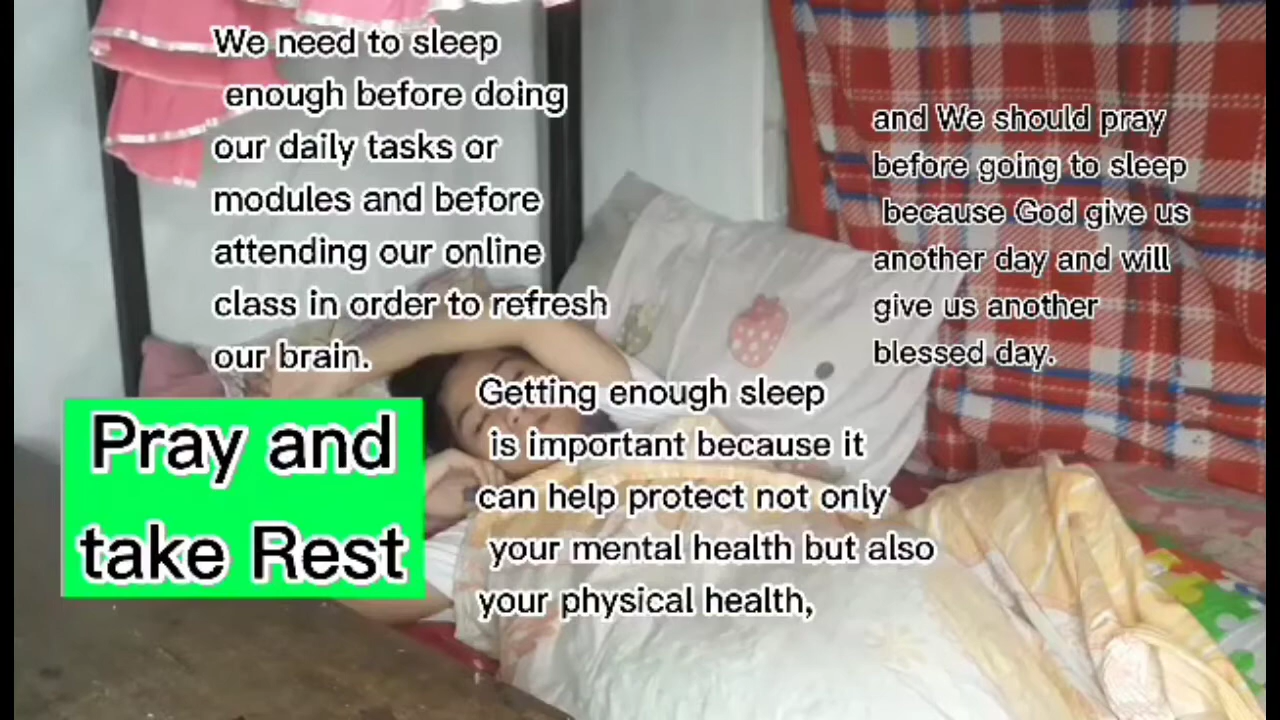 We need to sleep
enough before doing
our daily tasks or
modules and before
attending our online
class in order to refresh
our brain.
Pray and
take Rest
Getting enough sleep
is important because it
can help protect not only
your mental health but also
your physical health,
and We should pray
before going to sleep
because God give us
another day and will
give us another
blessed day.